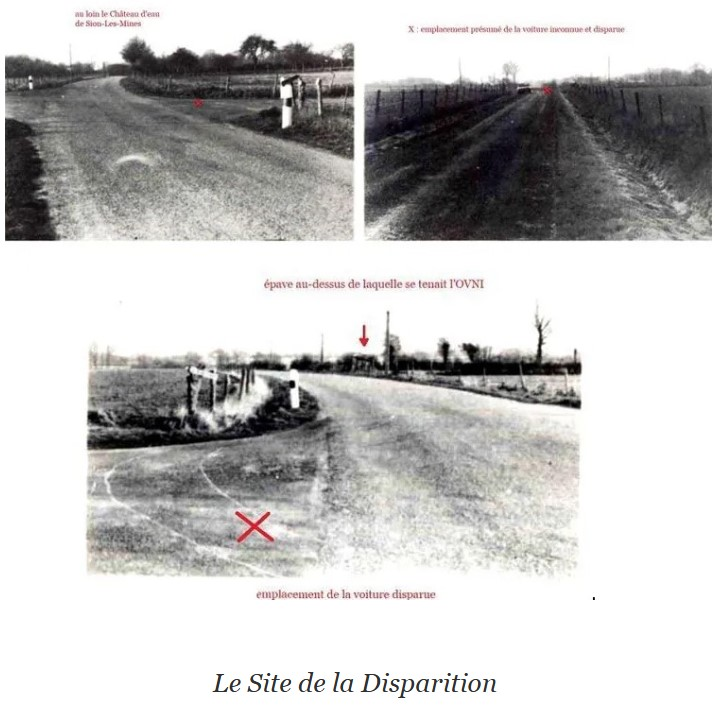 au loin le Château d'eau
de Sion-Les-Mines
X : emplacement présumé de la voiture inconnue et disparue
épave au-dessus de laquelle se tenait l'OVNI
emplacement de la voiture disparue
Le Site de la Disparition